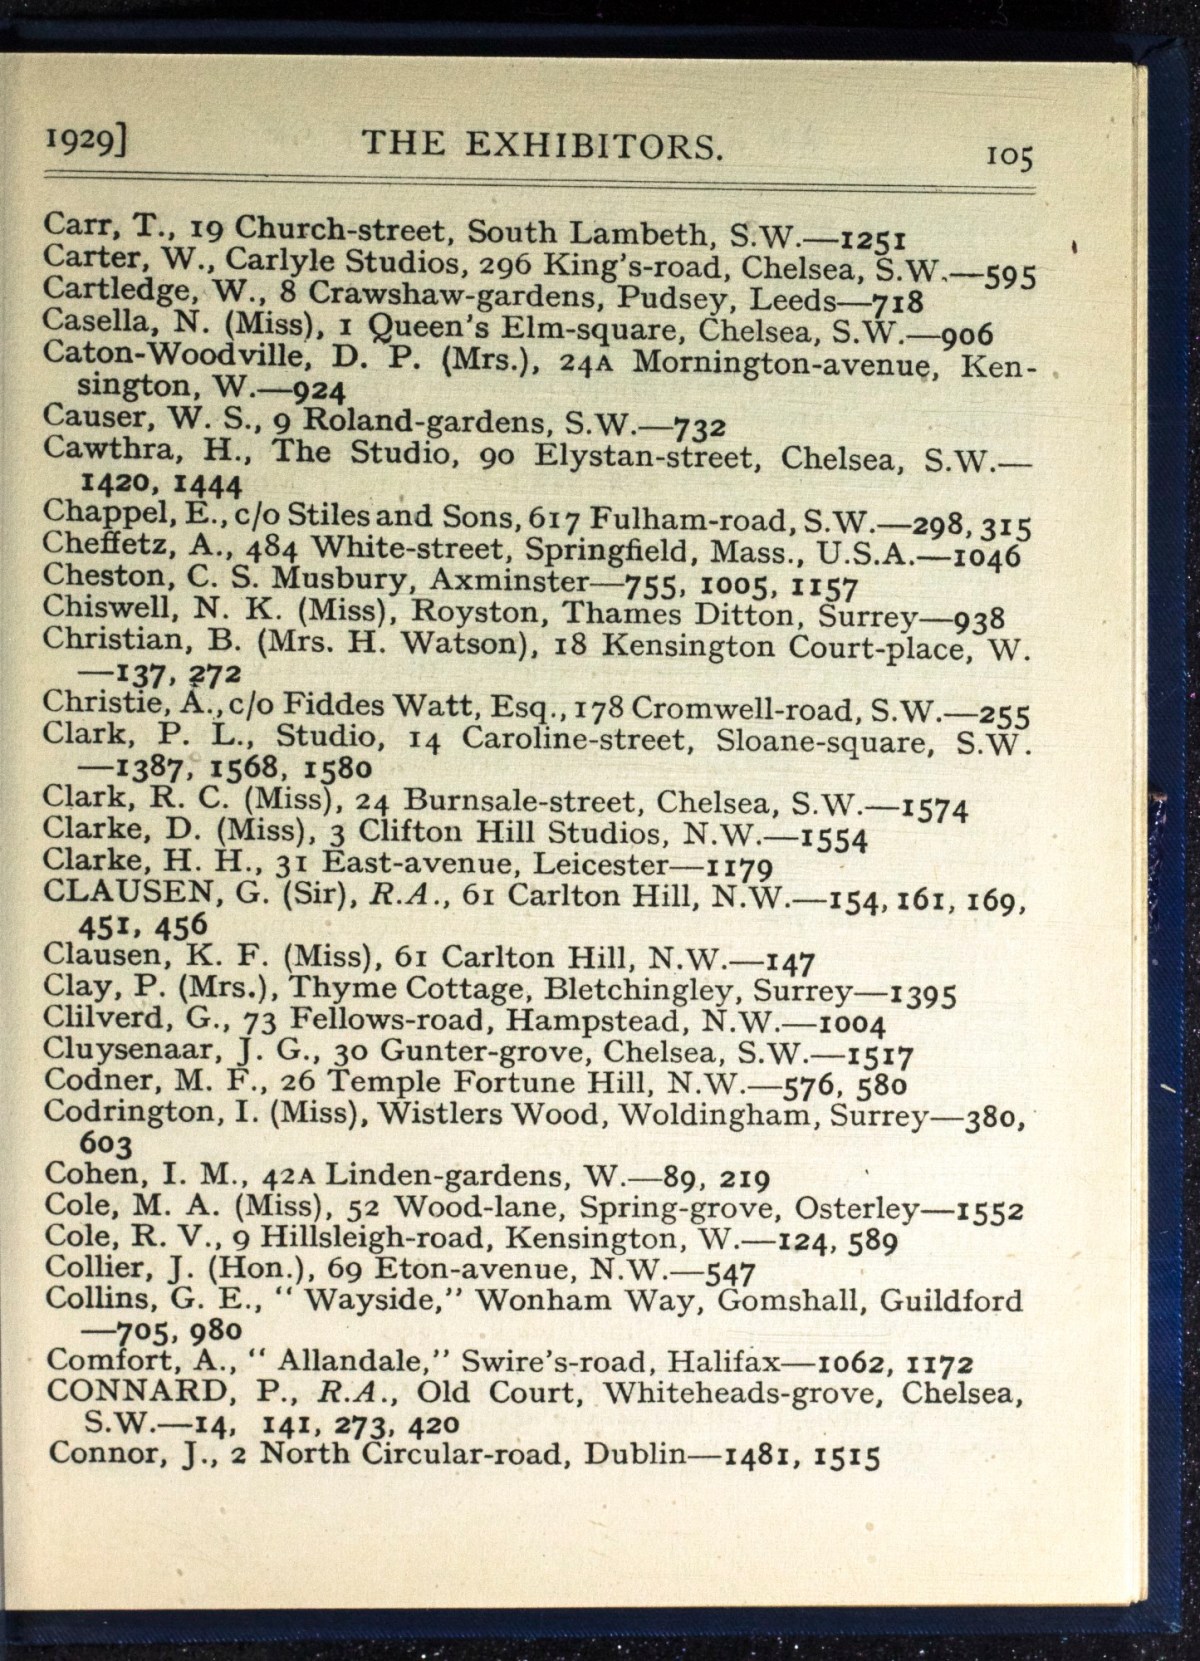 1929] THE EXHIBITORS. 105
Carr, T., 19 Church-street, South Lambeth, S.W.—1251
Carter, W., Carlyle Studios, 296 King's-road, Chelsea, S.W.—595
Cartledge, W., 8 Crawshaw-gardens, Pudsey, Leeds—718
Casella, N. (Miss), 1 Queen's Elm-square, Chelsea, S.W.—906
Caton-Woodville, D. P. (Mrs.), 24A Mornington-avenue, Ken-
sington, W.—924
Causer, W. S., 9 Roland-gardens, S.W.—732
Cawthra, H., The Studio, 90 Elystan-street, Chelsea, S.W.—
1420, 1444
Chappel, E., c/o Stiles and Sons, 617 Fulham-road, S.W.—298, 315
Cheffetz, A., 484 White-street, Springfield, Mass., U.S.A.—1046
Cheston, C. S. Musbury, Axminster—755, 1005, 1157
Chiswell, N. K. (Miss), Royston, Thames Ditton, Surrey—938
Christian, B. (Mrs. H. Watson), 18 Kensington Court-place, W.
—137, 272
Christie, A., c/o Fiddes Watt, Esq., 178 Cromwell-road, S.W.—255
Clark, P. L., Studio, 14 Caroline-street, Sloane-square, S.W.
—1387, 1568, 1580
Clark, R. C. (Miss), 24 Burnsale-street, Chelsea, S.W.—1574
Clarke, D. (Miss), 3 Clifton Hill Studios, N.W.—1554
Clarke, H. H., 31 East-avenue, Leicester—1179
CLAUSEN, G. (Sir), R.A., 61 Carlton Hill, N.W.—154, 161, 169,
451, 456
Clausen, K. F. (Miss), 61 Carlton Hill, N.W.—147
Clay, P. (Mrs.), Thyme Cottage, Bletchingley, Surrey—1395
Clilverd, G., 73 Fellows-road, Hampstead, N.W.—1004
Cluysenaar, J. G., 30 Gunter-grove, Chelsea, S.W.—1517
Codner, M. F., 26 Temple Fortune Hill, N.W.—576, 580
Codrington, I. (Miss), Wistlers Wood, Woldingham, Surrey—380,
603
Cohen, I. M., 42A Linden-gardens, W.—89, 219
Cole, M. A. (Miss), 52 Wood-lane, Spring-grove, Osterley—1552
Cole, R. V., 9 Hillsleigh-road, Kensington, W.—124, 589
Collier, J. (Hon.), 69 Eton-avenue, N.W.—547
Collins, G. E., "Wayside," Wonham Way, Gomshall, Guildford
—705, 980
Comfort, A., "Allandale," Swire's-road, Halifax—1062, 1172
CONNARD, P., R.A., Old Court, Whiteheads-grove, Chelsea,
S.W.—14, 141, 273, 420
Connor, J., 2 North Circular-road, Dublin—1481, 1515